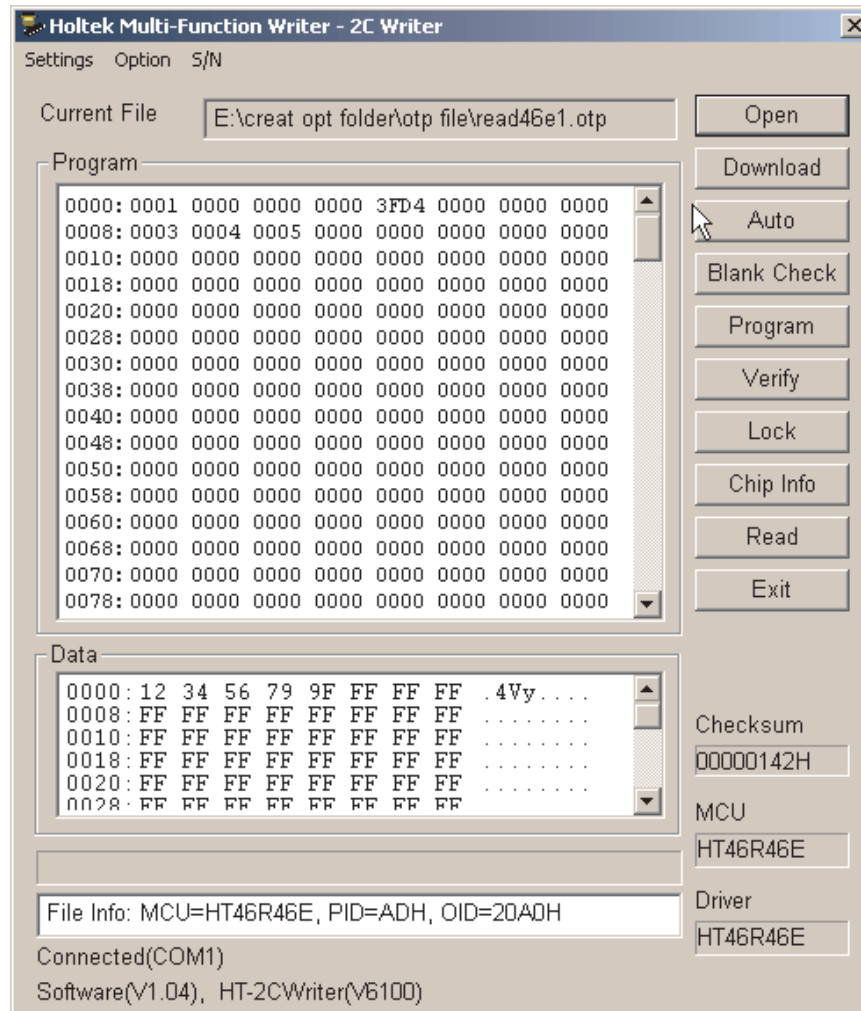 Holtek Multi-Function Writer - 2C Writer
Settings Option S/N
Current File
E:\creat opt folder\otp file\read46e1.otp
Open
Download
Auto
Blank Check
Program
Verify
Lock
Chip Info
Read
Exit
Program
0000:0001 0000 0000 0000 3FD4 0000 0000 0000
0008:0003 0004 0005 0000 0000 0000 0000 0000
0010:0000 0000 0000 0000 0000 0000 0000 0000
0018:0000 0000 0000 0000 0000 0000 0000 0000
0020:0000 0000 0000 0000 0000 0000 0000 0000
0028:0000 0000 0000 0000 0000 0000 0000 0000
0030:0000 0000 0000 0000 0000 0000 0000 0000
0038:0000 0000 0000 0000 0000 0000 0000 0000
0040:0000 0000 0000 0000 0000 0000 0000 0000
0048:0000 0000 0000 0000 0000 0000 0000 0000
0050:0000 0000 0000 0000 0000 0000 0000 0000
0058:0000 0000 0000 0000 0000 0000 0000 0000
0060:0000 0000 0000 0000 0000 0000 0000 0000
0068:0000 0000 0000 0000 0000 0000 0000 0000
0070:0000 0000 0000 0000 0000 0000 0000 0000
0078:0000 0000 0000 0000 0000 0000 0000 0000
Data
0000:12 34 56 79 9F FF FF FF .4Vy....
0008:FF FF FF FF FF FF FF FF ........
0010:FF FF FF FF FF FF FF FF ........
0018:FF FF FF FF FF FF FF FF ........
0020:FF FF FF FF FF FF FF FF ........
0028:FF FF FF FF FF FF FF FF
Checksum
00000142H
MCU
HT46R46E
Driver
HT46R46E
File Info: MCU=HT46R46E, PID=ADH, OID=20A0H
Connected(COM1)
Software(V1.04), HT-2CWriter(V6100)